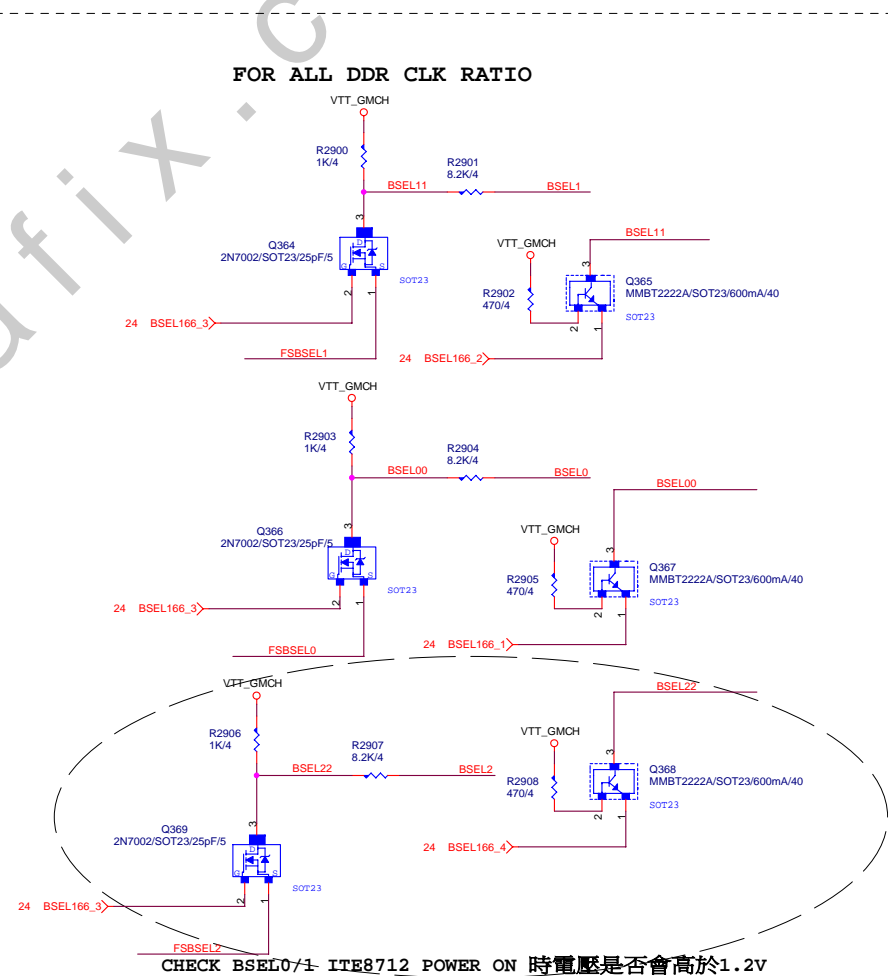 FOR ALL DDR CLK RATIO
VTT_GMCH
R2900
1K/4
R2901
8.2K/4
BSEL11
BSEL1
3
D
G
S
Q364
2N7002/SOT23/25pF/5
SOT23
2
1
24 BSEL166_3
FSBSEL1
BSEL11
VTT_GMCH
3
R2902
470/4
Q365
MMBT2222A/SOT23/600mA/40
SOT23
2
1
24 BSEL166_2
VTT_GMCH
R2903
1K/4
R2904
8.2K/4
BSEL00
BSEL0
3
D
G
S
Q366
2N7002/SOT23/25pF/5
SOT23
2
1
24 BSEL166_3
FSBSEL0
BSEL00
VTT_GMCH
3
R2905
470/4
Q367
MMBT2222A/SOT23/600mA/40
SOT23
2
1
24 BSEL166_1
VTT_GMCH
R2906
1K/4
R2907
8.2K/4
BSEL22
BSEL2
3
D
G
S
Q369
2N7002/SOT23/25pF/5
SOT23
2
1
24 BSEL166_3
FSBSEL2
BSEL22
VTT_GMCH
3
R2908
470/4
Q368
MMBT2222A/SOT23/600mA/40
SOT23
2
1
24 BSEL166_4
CHECK BSEL0/1 ITE8712 POWER ON 時電壓是否會高於1.2V
afix.c